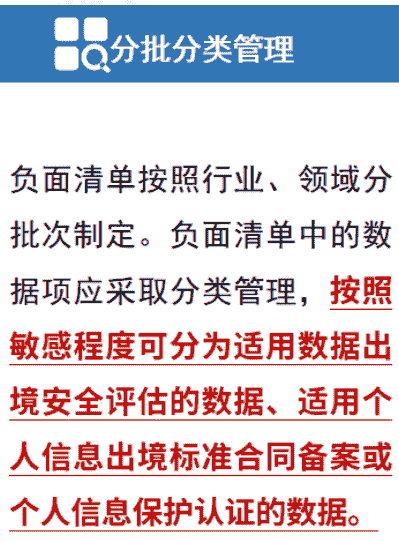 分批分类管理
负面清单按照行业、领域分
批次制定。负面清单中的数
据项应采取分类管理，按照
敏感程度可分为适用数据出
境安全评估的数据、适用个
人信息出境标准合同备案或
个人信息保护认证的数据。